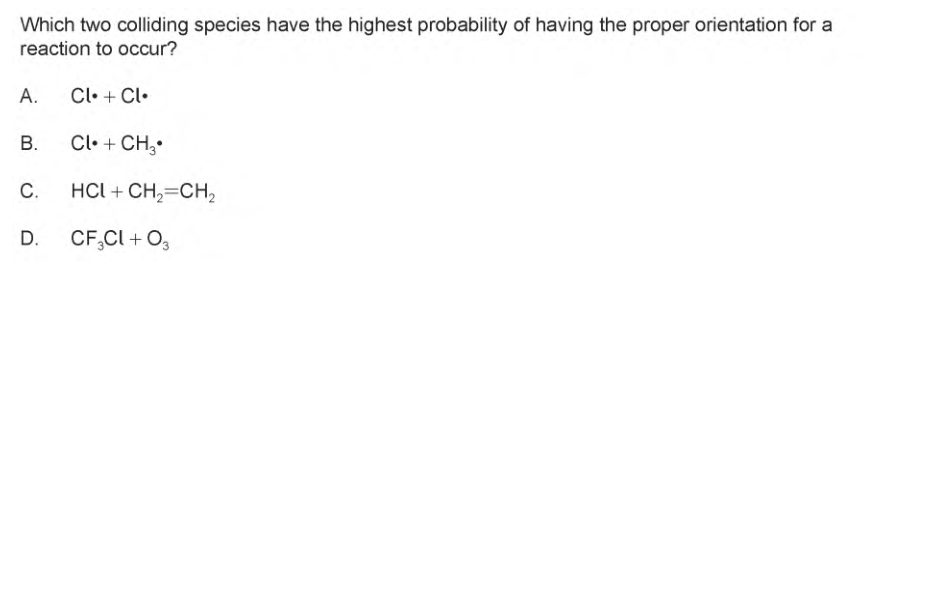 Which two colliding species have the highest probability of having the proper orientation for a
reaction to occur?
A. Cl• + Cl•
B. Cl• + CH₃•
C. HCl + CH₂=CH₂
D. CF₃Cl + O₃